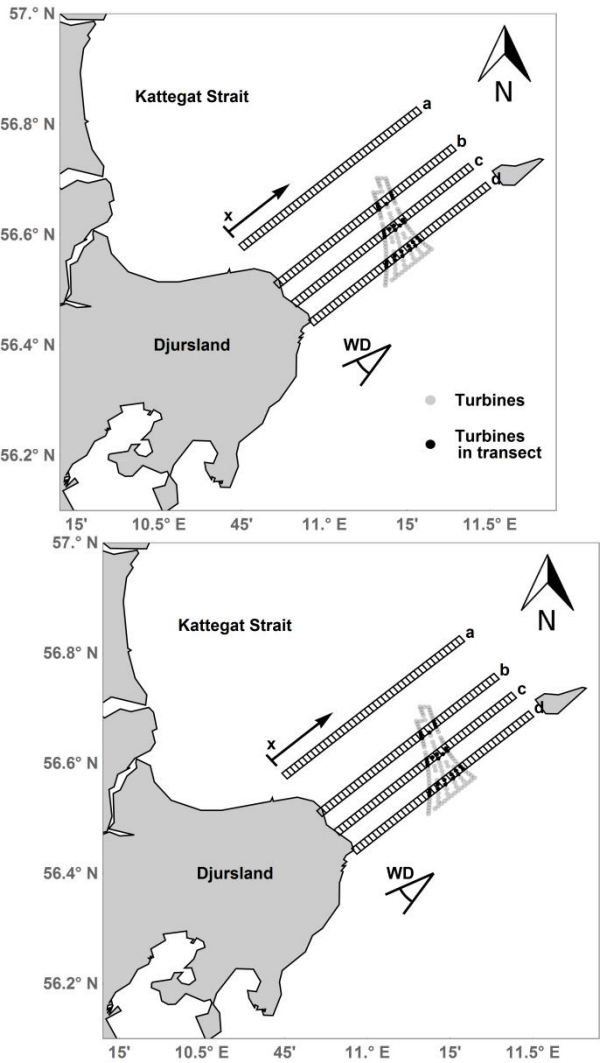 57.° N
Kattegat Strait
N
a
56.8° N
b
c
d
x
56.6° N
56.4° N
Djursland
WD
Turbines
Turbines
in transect
56.2° N
15'
10.5° E
45'
11.° E
15'
11.5° E
57.° N
Kattegat Strait
N
a
56.8° N
b
c
d
x
56.6° N
56.4° N
Djursland
WD
56.2° N
15'
10.5° E
45'
11.° E
15'
11.5° E